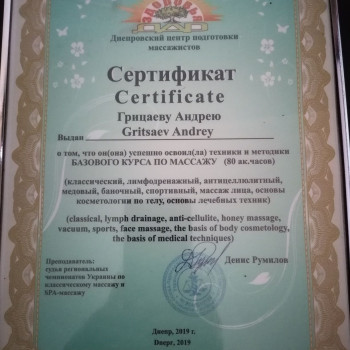 ЗДОРОВАЯ
Днепровский центр подготовки
массажистов
Сертификат
Certificate
Грицаеву Андрею
Gritsaev Andrey
Выдан
о том, что он(она) успешно освоил(ла) техники и методики
БАЗОВОГО КУРСА ПО МАССАЖУ (80 ак.часов)
(классический, лимфодренажный, антицеллюлитный,
медовый, баночный, спортивный, массаж лица, основы
косметологии по телу, основы лечебных техник)
(classical, lymph drainage, anti-cellulite, honey massage,
vacuum, sports, face massage, the basis of body cosmetology,
the basis of medical techniques)
Преподаватель:
судья региональных
чемпионатов Украины по
классическому массажу и
SPA-массажу
Денис Румилов
Днепр, 2019 г.
Dnepr, 2019